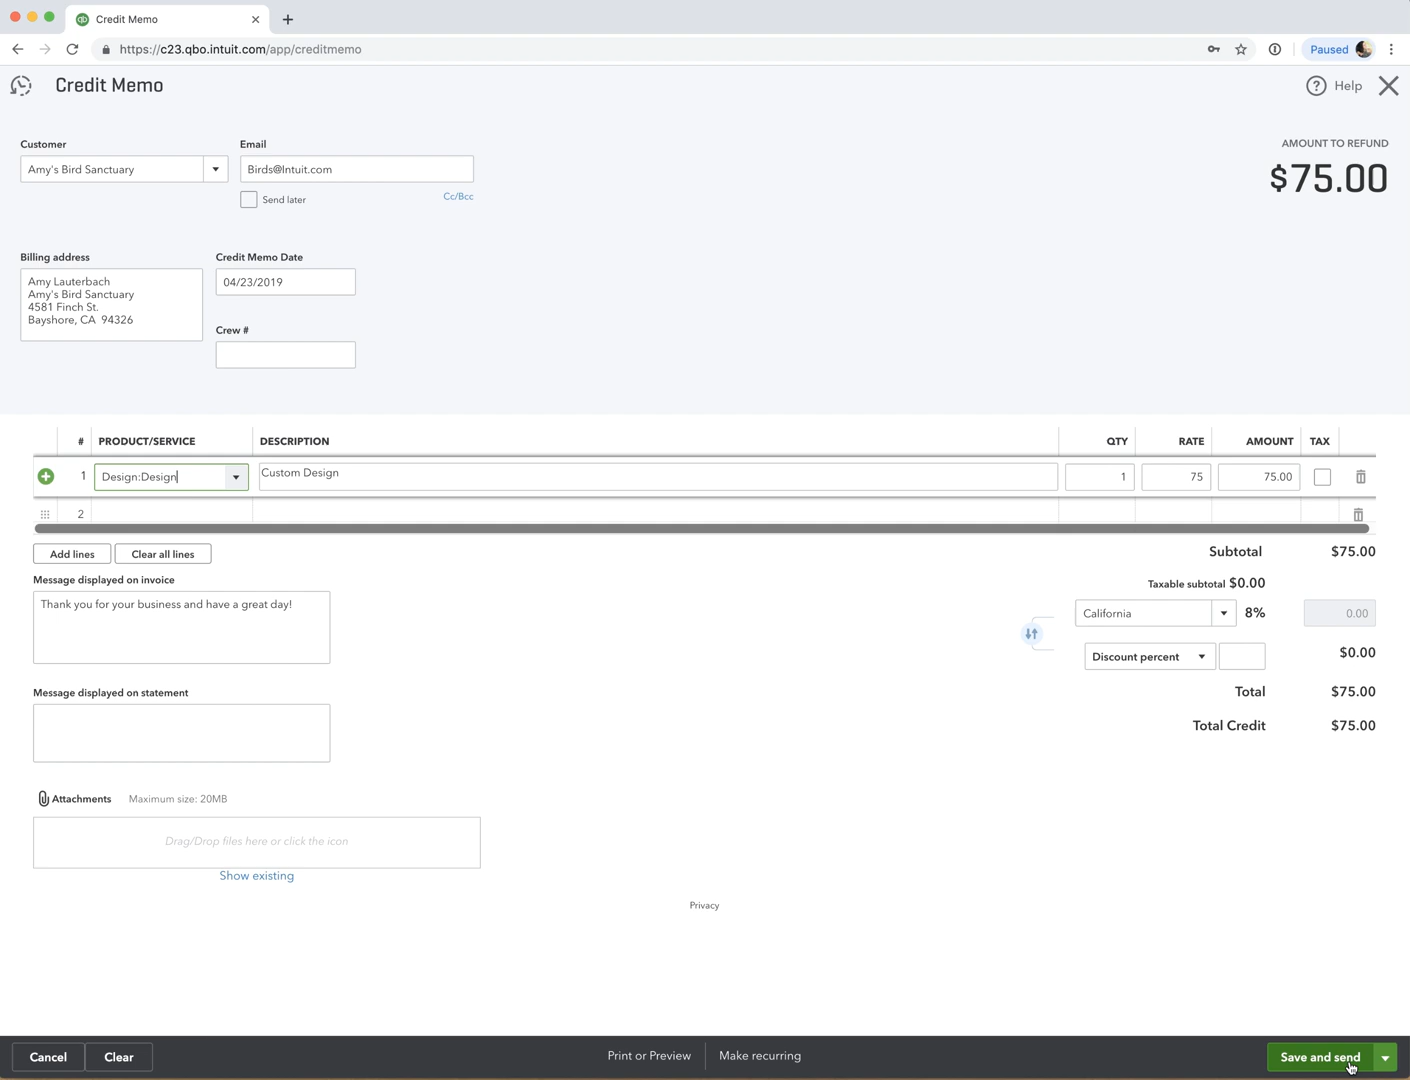 Credit Memo
https://c23.qbo.intuit.com/app/creditmemo
Paused
Credit Memo
Help
Customer
Email
AMOUNT TO REFUND
Amy's Bird Sanctuary
Birds@Intuit.com
$75.00
Send later
Cc/Bcc
Billing address
Credit Memo Date
Amy Lauterbach
Amy's Bird Sanctuary
4581 Finch St.
Bayshore, CA 94326
04/23/2019
Crew #
# PRODUCT/SERVICE DESCRIPTION QTY RATE AMOUNT TAX
1 Design:Design Custom Design 1 75 75.00
2
Add lines
Clear all lines
Subtotal $75.00
Message displayed on invoice
Taxable subtotal $0.00
Thank you for your business and have a great day!
California 8% 0.00
Discount percent $0.00
Message displayed on statement
Total $75.00
Total Credit $75.00
Attachments Maximum size: 20MB
Drag/Drop files here or click the icon
Show existing
Privacy
Cancel
Clear
Print or Preview
Make recurring
Save and send